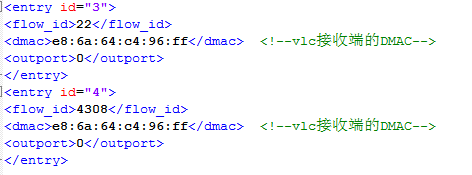 <entry id="3">
<flow_id>22</flow_id>
<dmac>e8:6a:64:c4:96:ff</dmac>  <!--vlc接收端的DMAC-->
<outport>0</outport>
</entry>
<entry id="4">
<flow_id>4308</flow_id>
<dmac>e8:6a:64:c4:96:ff</dmac>  <!--vlc接收端的DMAC-->
<outport>0</outport>
</entry>